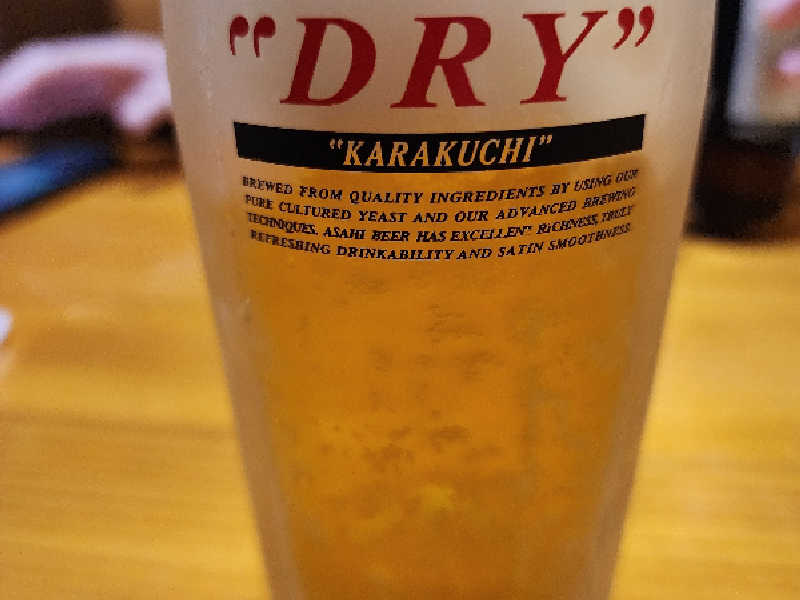 "DRY"
"KARAKUCHI"
BREWED FROM QUALITY INGREDIENTS BY USING OUR
PURE CULTURED YEAST AND OUR ADVANCED BREWING
TECHNIQUES. ASAHI BEER HAS EXCELLENT RICHNESS, TRULY
REFRESHING DRINKABILITY AND SATIN SMOOTHNESS.